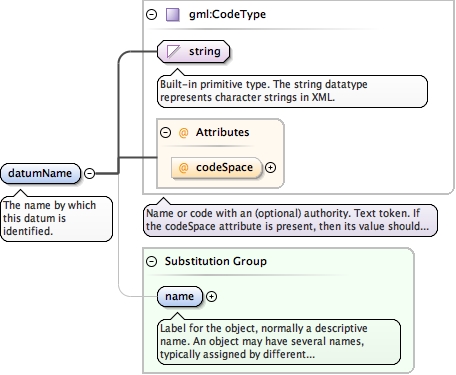 gml:CodeType
string
Built-in primitive type. The string datatype
represents character strings in XML.
@ Attributes
codeSpace
datumName
The name by which
this datum is
identified.
Name or code with an (optional) authority. Text token. If
the codeSpace attribute is present, then its value should...
Substitution Group
name
Label for the object, normally a descriptive
name. An object may have several names,
typically assigned by different...